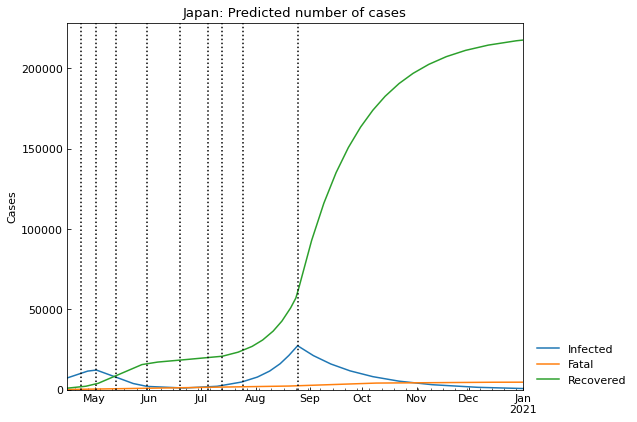 Japan: Predicted number of cases
Cases
200000
150000
100000
50000
0
May Jun Jul Aug Sep Oct Nov Dec Jan
2021
Infected
Fatal
Recovered